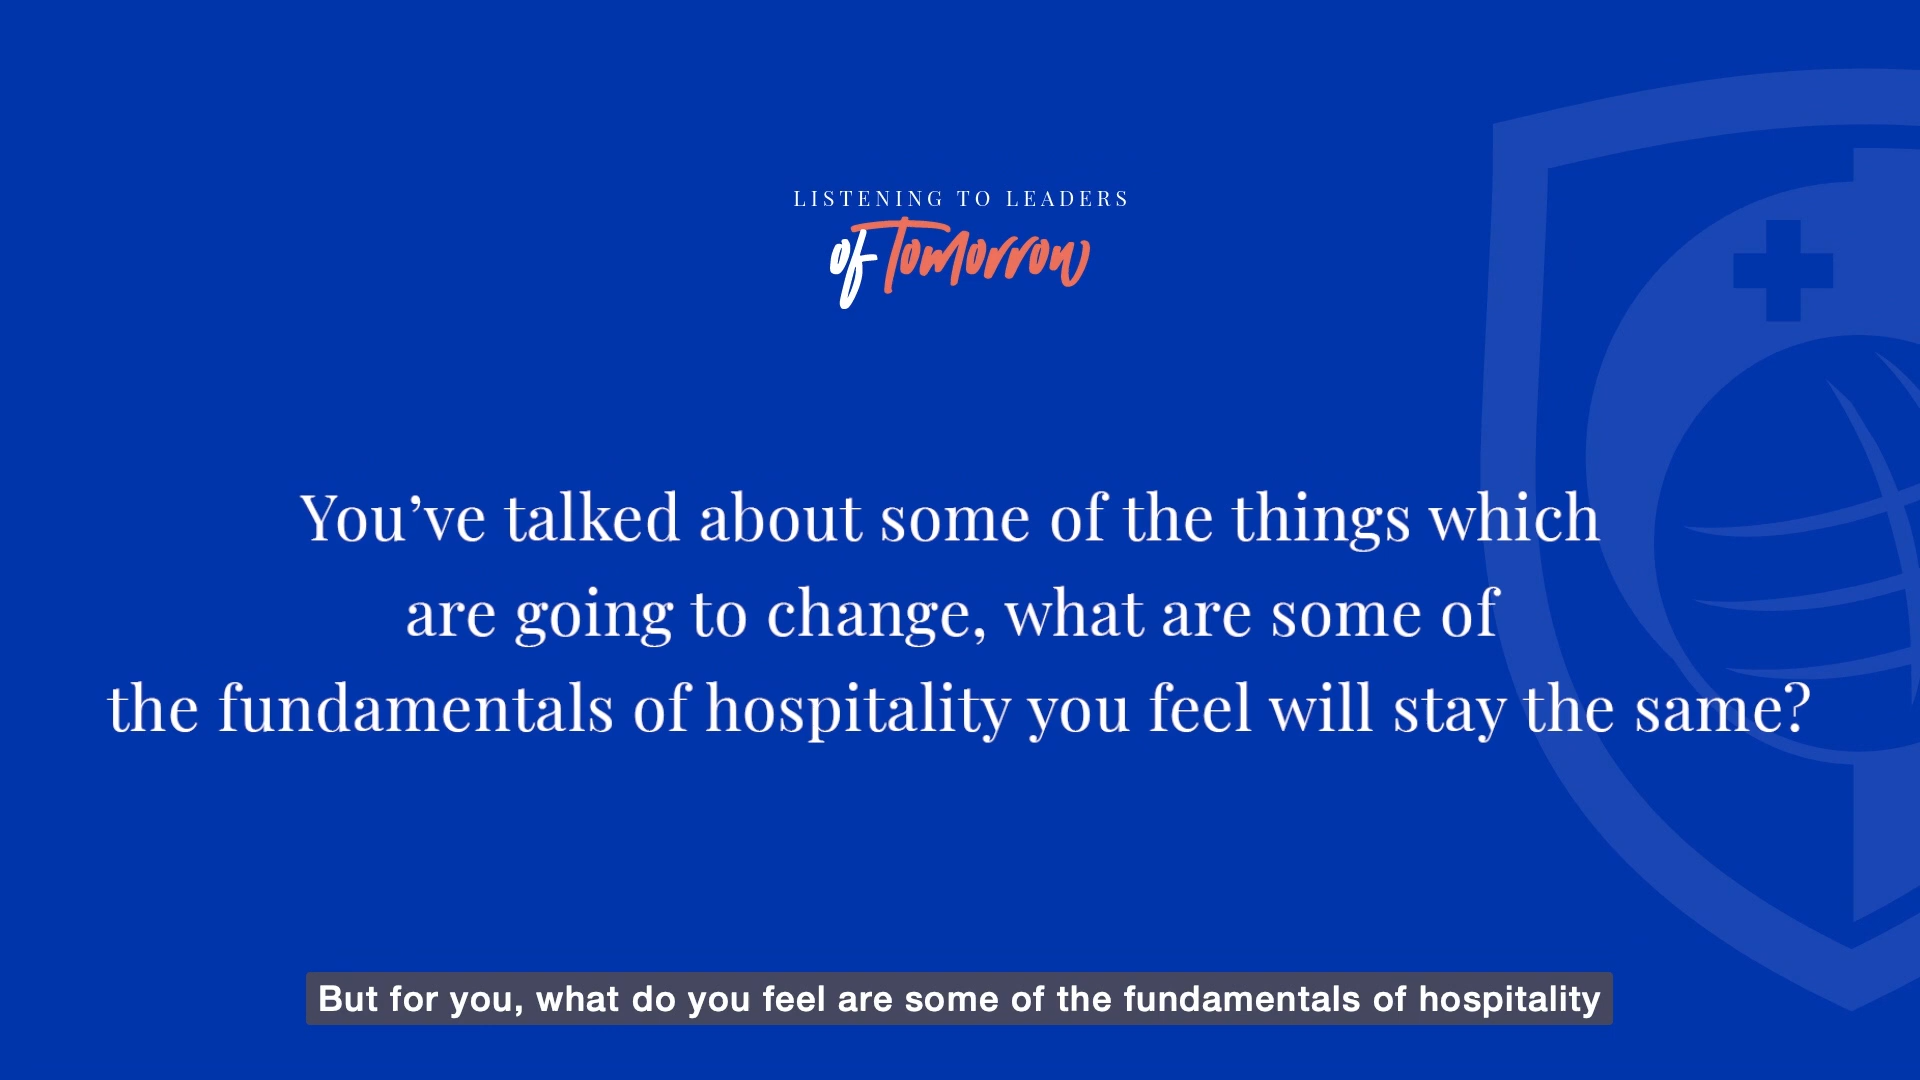 LISTENING TO LEADERS
of Tomorrow
You’ve talked about some of the things which
are going to change, what are some of
the fundamentals of hospitality you feel will stay the same?
But for you, what do you feel are some of the fundamentals of hospitality